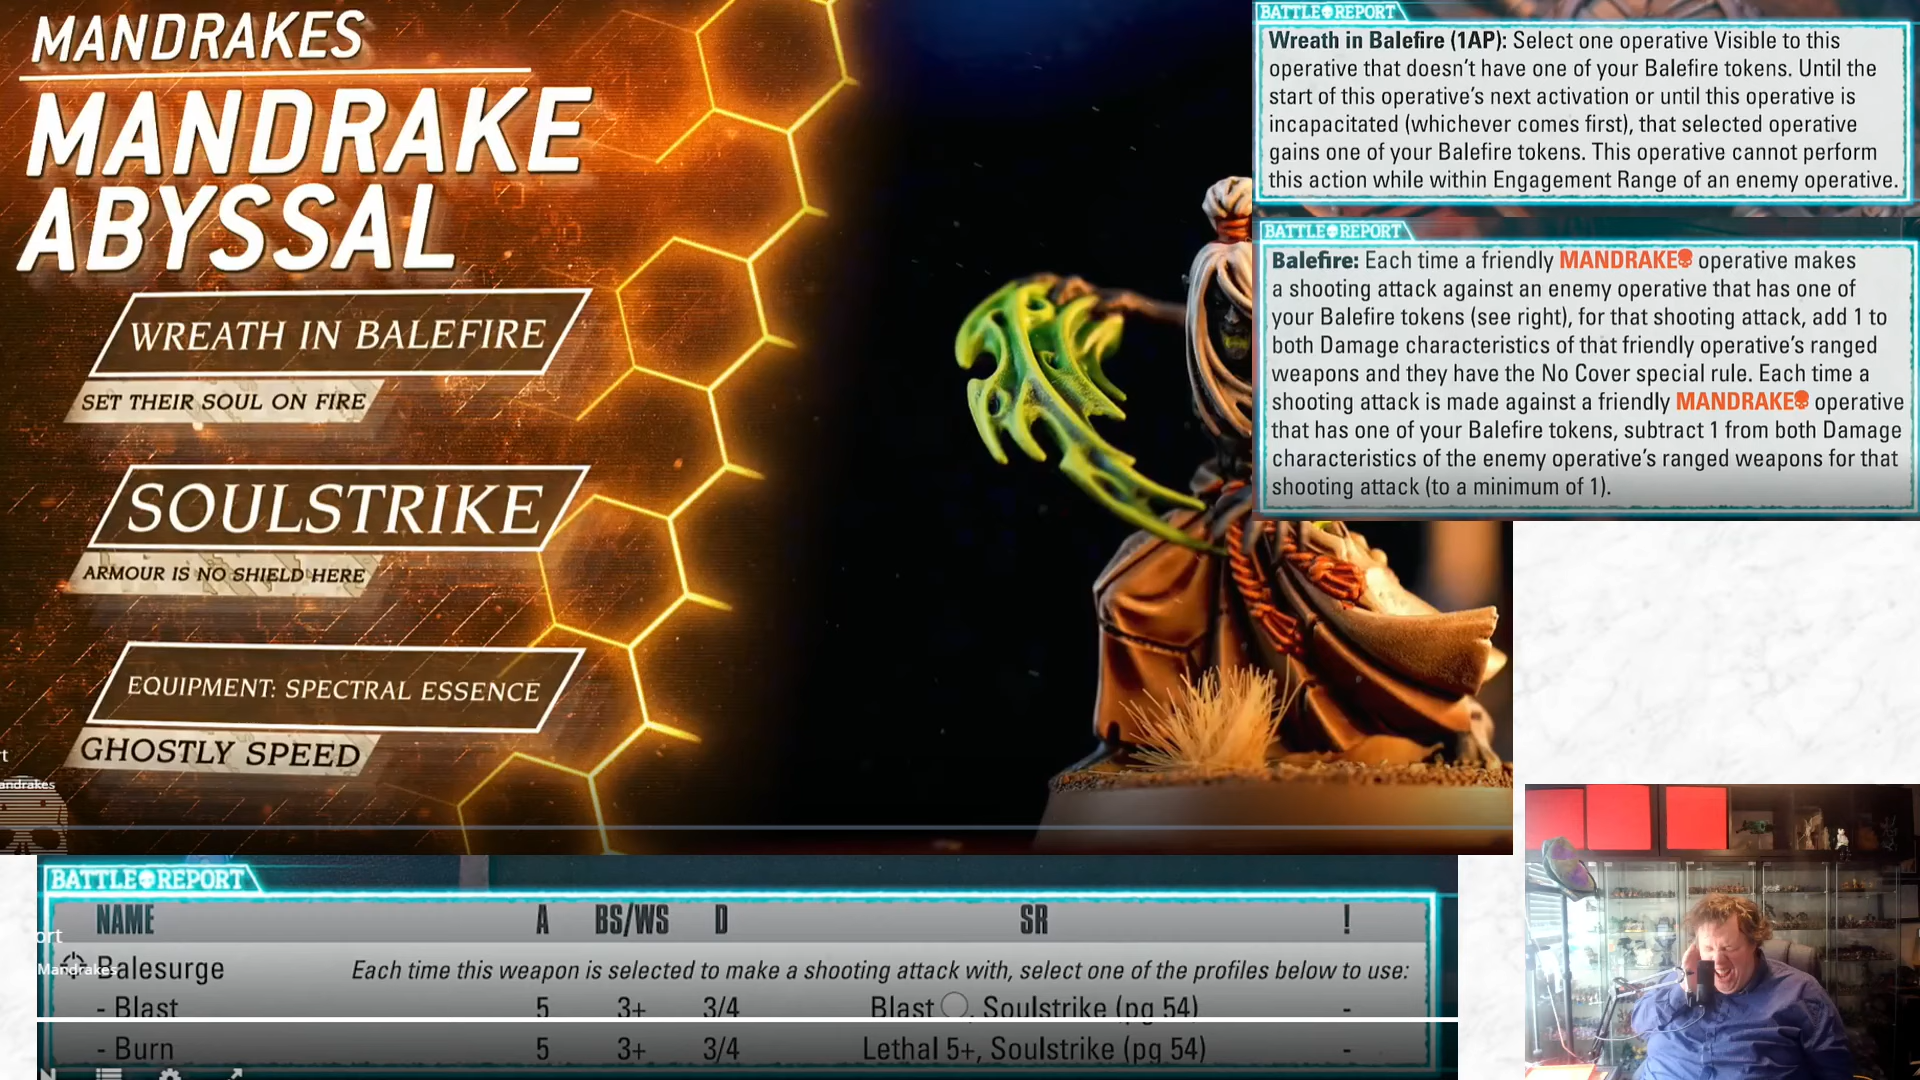 MANDRAKES
MANDRAKE
ABYSSAL
WREATH IN BALEFIRE
SET THEIR SOUL ON FIRE
SOULSTRIKE
ARMOUR IS NO SHIELD HERE
EQUIPMENT: SPECTRAL ESSENCE
GHOSTLY SPEED
BATTLE REPORT
Wreath in Balefire (1AP): Select one operative Visible to this
operative that doesn't have one of your Balefire tokens. Until the
start of this operative's next activation or until this operative is
incapacitated (whichever comes first), that selected operative
gains one of your Balefire tokens. This operative cannot perform
this action while within Engagement Range of an enemy operative.
BATTLE REPORT
Balefire: Each time a friendly MANDRAKE operative makes
a shooting attack against an enemy operative that has one of
your Balefire tokens (see right), for that shooting attack, add 1 to
both Damage characteristics of that friendly operative's ranged
weapons and they have the No Cover special rule. Each time a
shooting attack is made against a friendly MANDRAKE operative
that has one of your Balefire tokens, subtract 1 from both Damage
characteristics of the enemy operative's ranged weapons for that
shooting attack (to a minimum of 1).
BATTLE REPORT
NAME A BS/WS D SR !
Balesurge Each time this weapon is selected to make a shooting attack with, select one of the profiles below to use:
Mandrakes
- Blast 5 3+ 3/4 Blast , Soulstrike (pg 54) -
- Burn 5 3+ 3/4 Lethal 5+, Soulstrike (pg 54) -